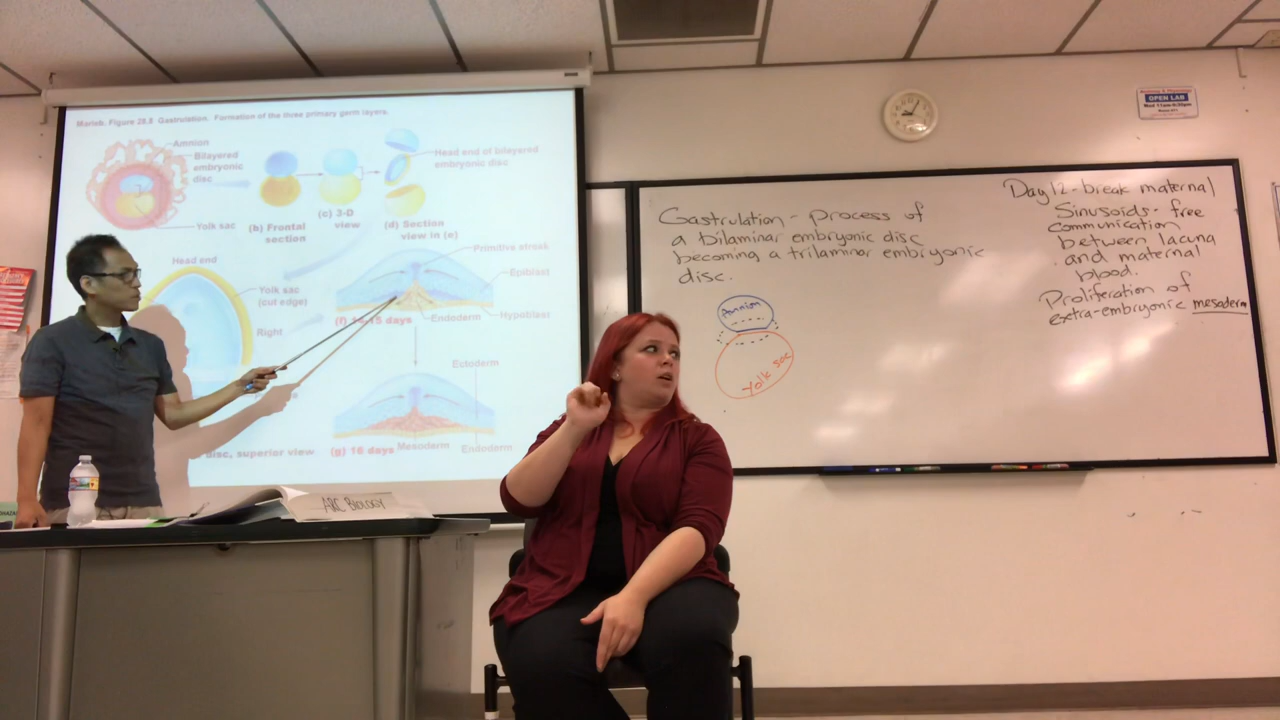 Marieb. Figure 28.8 Gastrulation. Formation of the three primary germ layers.
Amnion
Bilayered
embryonic
disc
Yolk sac
(b) Frontal
section
(c) 3-D
view
(d) Section
view in (e)
Head end of bilayered
embryonic disc
Head end
Yolk sac
(cut edge)
Right
disc, superior view
Primitive streak
Epiblast
Endoderm
Hypoblast
(f) 14-15 days
Ectoderm
(g) 16 days
Mesoderm
Endoderm
ARC BIOLOGY
Gastrulation - process of
a bilaminar embryonic disc
becoming a trilaminar embryonic
disc.
Amnion
Yolk sac
Day 12 - break maternal
Sinusoids - free
communication
between lacuna
and maternal
blood.
Proliferation of
extra-embryonic mesoderm
OPEN LAB